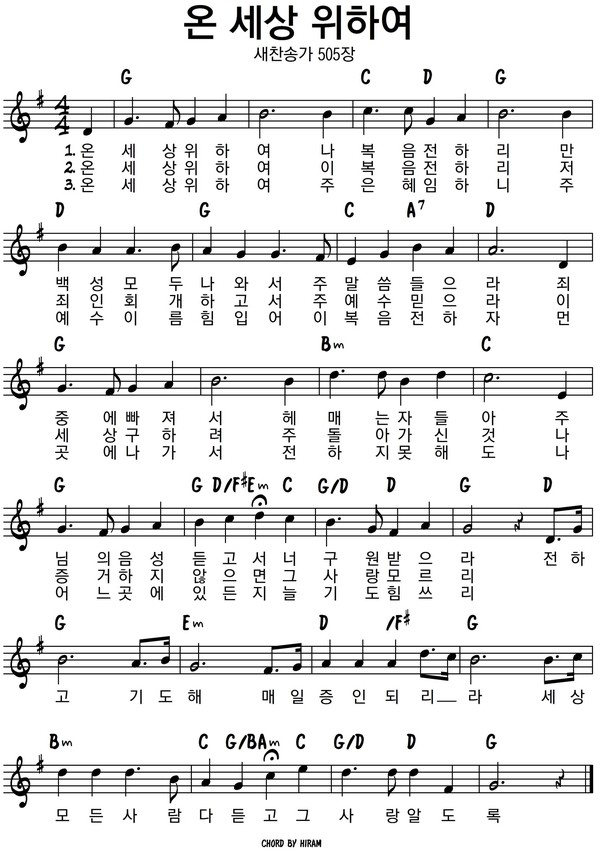 온 세상 위하여
새찬송가 505장
G C D G
4
4
1. 온 세 상 위 하 여 나 복 음 전 하 리 만
2. 온 세 상 위 하 여 이 복 음 전 하 리 저
3. 온 세 상 위 하 여 주 은 혜 임 하 니 주
D G C A7 D
백 성 모 두 나 와 서 주 말 씀 들 으 라 죄
죄 인 회 개 하 고 서 주 예 수 믿 으 라 이
예 수 이 름 힘 입 어 이 복 음 전 하 자 먼
G Bm C
중 에 빠 져 서 헤 매 는 자 들 아 주
세 상 구 하 려 주 돌 아 가 신 것 나
곳 에 나 가 서 전 하 지 못 해 도 나
G G D/F# Em C G/D D G D
님 의 음 성 듣 고 서 너 구 원 받 으 라 전 하
증 거 하 지 않 으 면 그 사 랑 모 르 리
어 느 곳 에 있 든 지 늘 기 도 힘 쓰 리
G Em D /F# G
고 기 도 해 매 일 증 인 되 리 라 세 상
Bm C G/B Am C G/D D G
모 든 사 람 다 듣 고 그 사 랑 알 도 록
CHORD BY HIRAM